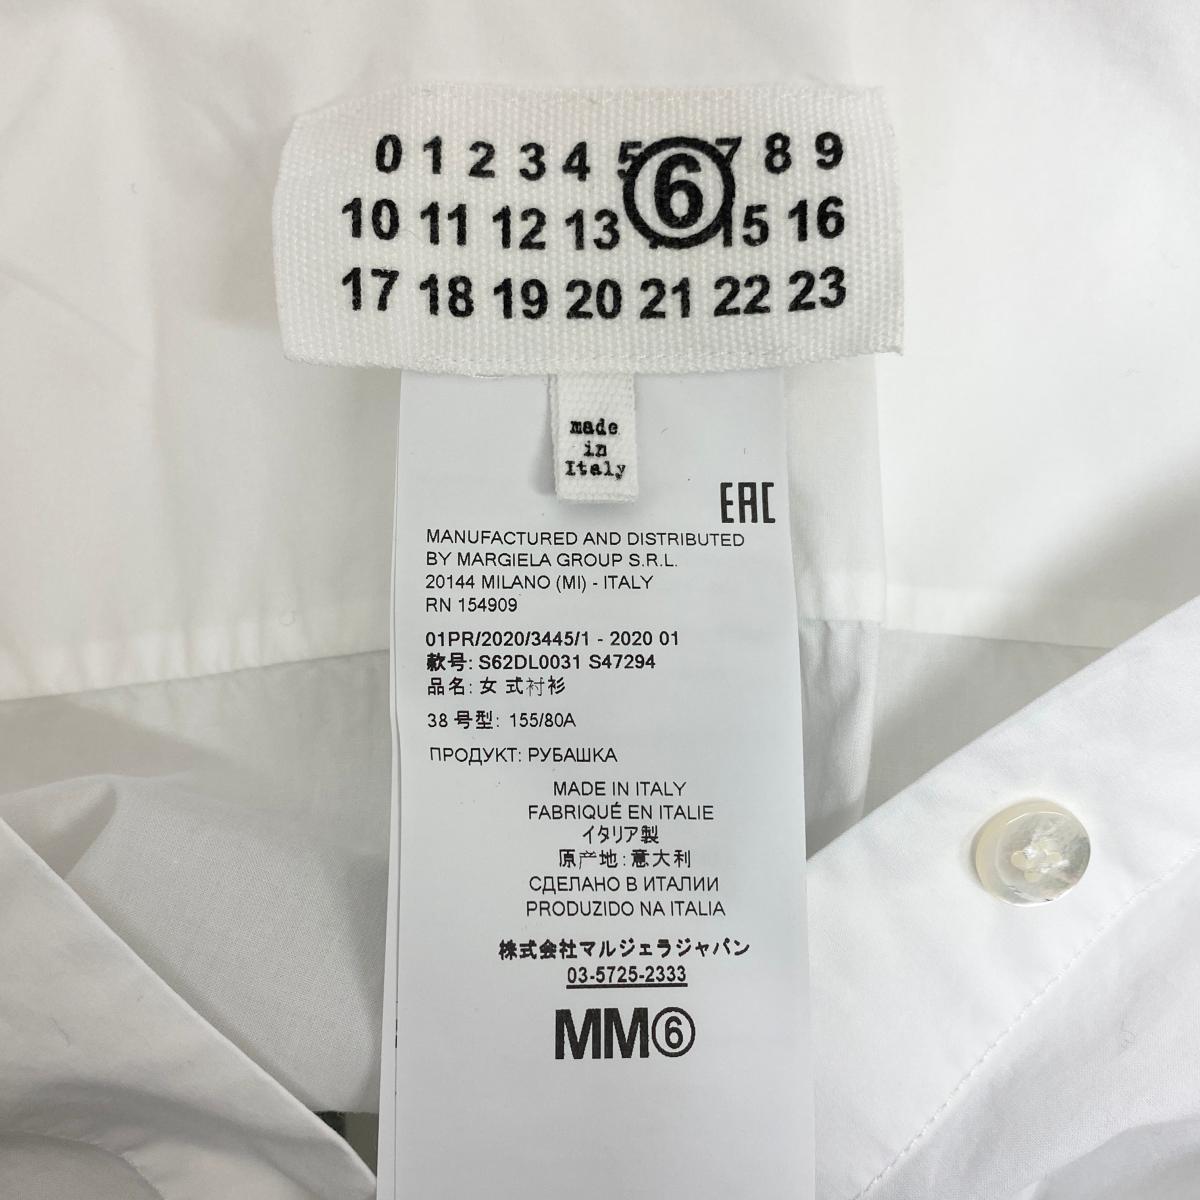 0 1 2 3 4 5 6 7 8 9
10 11 12 13 15 16
17 18 19 20 21 22 23
made
in
Italy
EAC
MANUFACTURED AND DISTRIBUTED
BY MARGIELA GROUP S.R.L.
20144 MILANO (MI) - ITALY
RN 154909
01PR/2020/3445/1 - 2020 01
款号: S62DL0031 S47294
品名: 女 式衬衫
38 号型: 155/80A
ПРОДУКТ: РУБАШКА
MADE IN ITALY
FABRIQUÉ EN ITALIE
イタリア製
原产地: 意大利
СДЕЛАНО В ИТАЛИИ
PRODUZIDO NA ITALIA
株式会社マルジェラジャパン
03-5725-2333
MM⑥